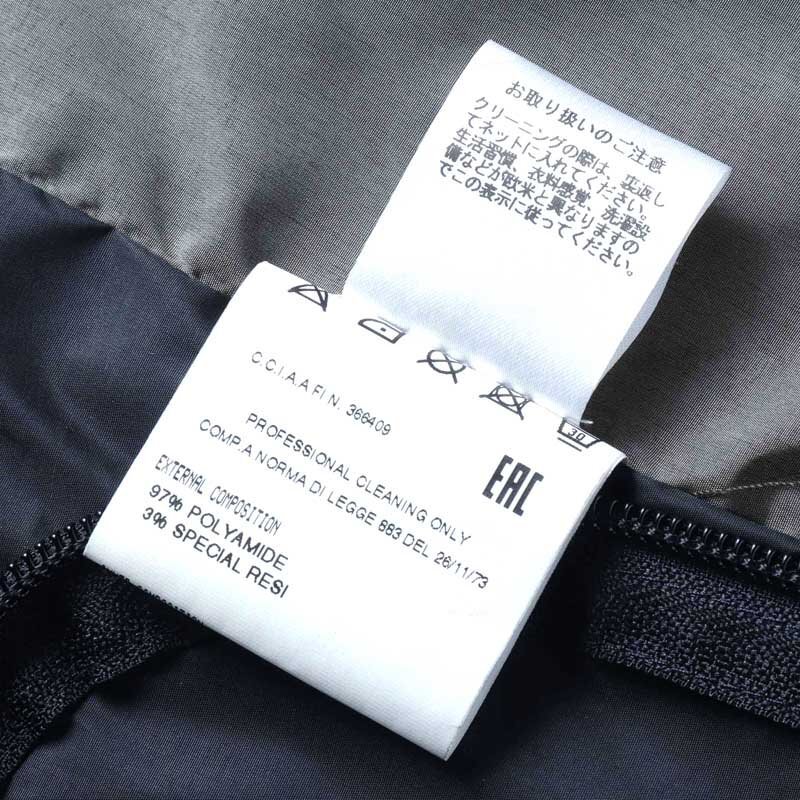 お取り扱いのご注意
クリーニングの際は、裏返し
てネットに入れてください。
生活習慣、衣料感覚、洗濯設
備などが欧米と異なりますの
でこの表示に従ってください。
30
C.C.I.A.A FI N. 366409
EAC
PROFESSIONAL CLEANING ONLY
COMP.A NORMA DI LEGGE 883 DEL 26/11/73
EXTERNAL COMPOSITION
97% POLYAMIDE
3% SPECIAL RESI